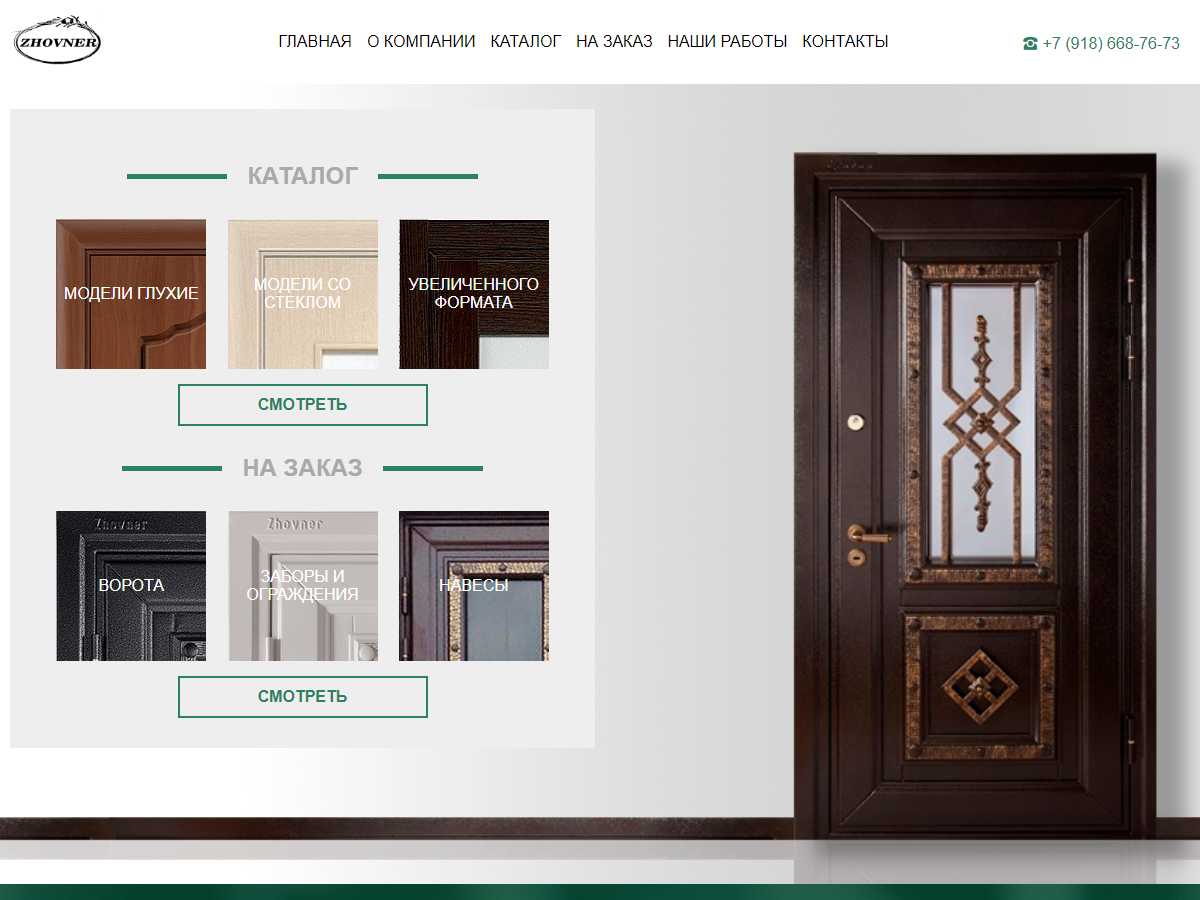 ZHOVNER
ГЛАВНАЯ О КОМПАНИИ КАТАЛОГ НА ЗАКАЗ НАШИ РАБОТЫ КОНТАКТЫ
+7 (918) 668-76-73
КАТАЛОГ
МОДЕЛИ ГЛУХИЕ
МОДЕЛИ СО
СТЕКЛОМ
УВЕЛИЧЕННОГО
ФОРМАТА
СМОТРЕТЬ
НА ЗАКАЗ
Zhovner
ВОРОТА
Zhovner
ЗАБОРЫ И
ОГРАЖДЕНИЯ
НАВЕСЫ
СМОТРЕТЬ